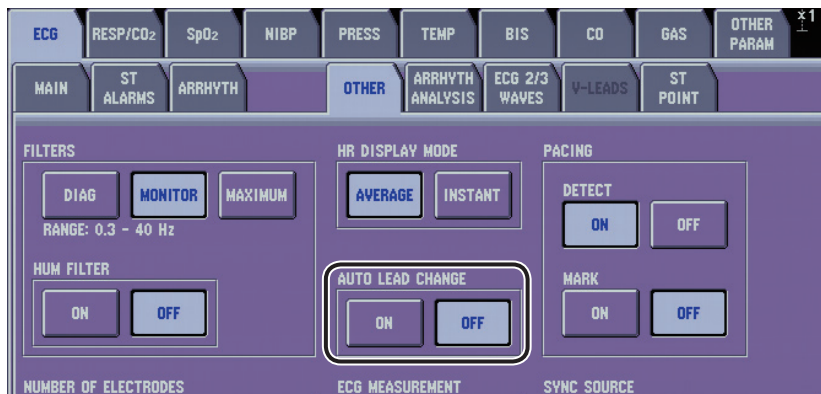 ECG RESP/CO2 SpO2 NIBP PRESS TEMP BIS CO GAS OTHER PARAM ×1
MAIN ST ALARMS ARRHYTH OTHER ARRHYTH ANALYSIS ECG 2/3 WAVES V-LEADS ST POINT
FILTERS HR DISPLAY MODE PACING
DIAG MONITOR MAXIMUM AVERAGE INSTANT DETECT
RANGE: 0.3 - 40 Hz ON OFF
HUM FILTER AUTO LEAD CHANGE MARK
ON OFF ON OFF ON OFF
NUMBER OF ELECTRODES ECG MEASUREMENT SYNC SOURCE